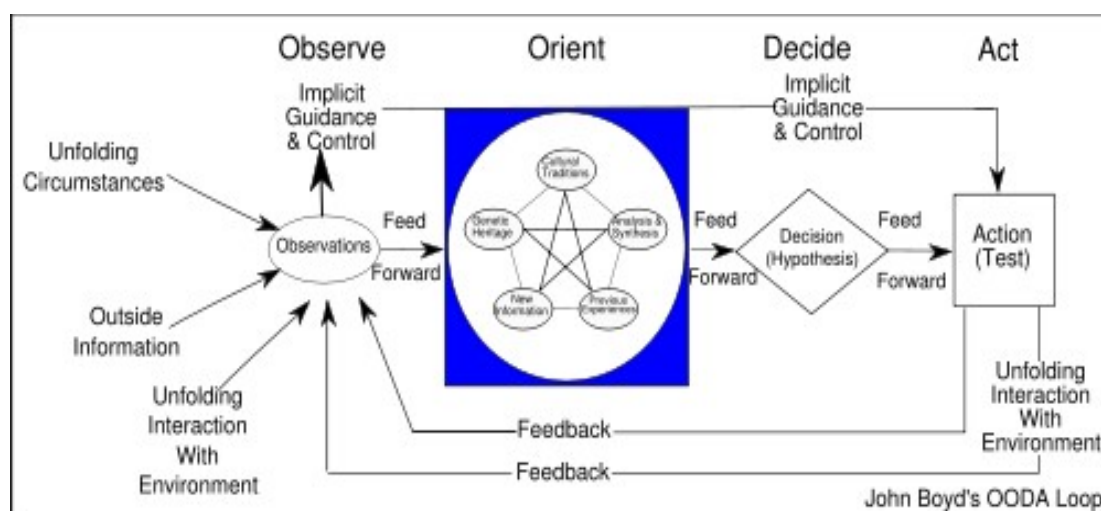 Observe
Orient
Decide
Act
Implicit
Guidance
& Control
Implicit
Guidance
& Control
Unfolding
Circumstances
Observations
Feed
Forward
Cultural
Traditions
Genetic
Heritage
Analysis &
Synthesis
New
Information
Previous
Experiences
Feed
Forward
Decision
(Hypothesis)
Feed
Forward
Action
(Test)
Outside
Information
Unfolding
Interaction
With
Environment
Feedback
Feedback
Unfolding
Interaction
With
Environment
John Boyd's OODA Loop